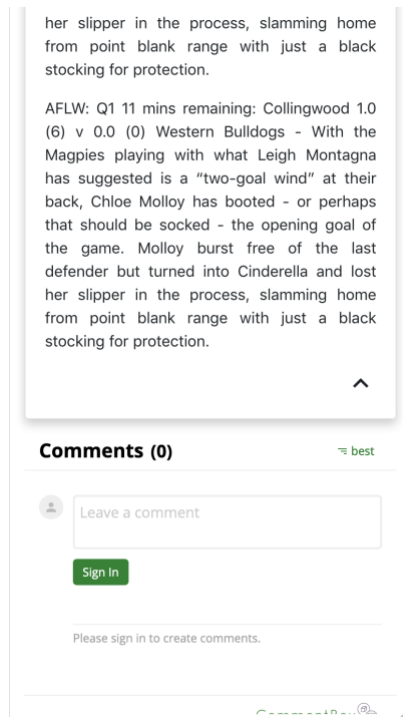 her slipper in the process, slamming home
from point blank range with just a black
stocking for protection.
AFLW: Q1 11 mins remaining: Collingwood 1.0
(6) v 0.0 (0) Western Bulldogs - With the
Magpies playing with what Leigh Montagna
has suggested is a “two-goal wind” at their
back, Chloe Molloy has booted - or perhaps
that should be socked - the opening goal of
the game. Molloy burst free of the last
defender but turned into Cinderella and lost
her slipper in the process, slamming home
from point blank range with just a black
stocking for protection.
Comments (0)
best
Leave a comment
Sign In
Please sign in to create comments.